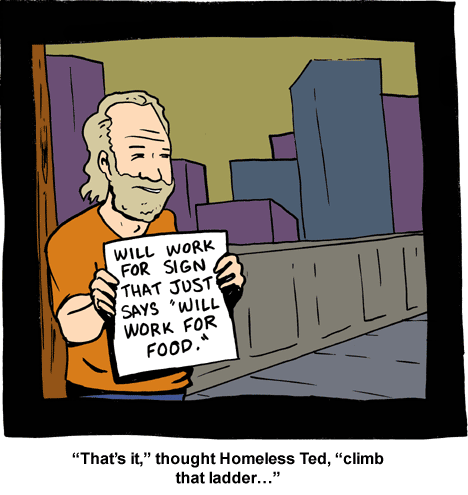 WILL WORK
FOR SIGN
THAT JUST
SAYS "WILL
WORK FOR
FOOD."
“That’s it,” thought Homeless Ted, “climb
that ladder…”